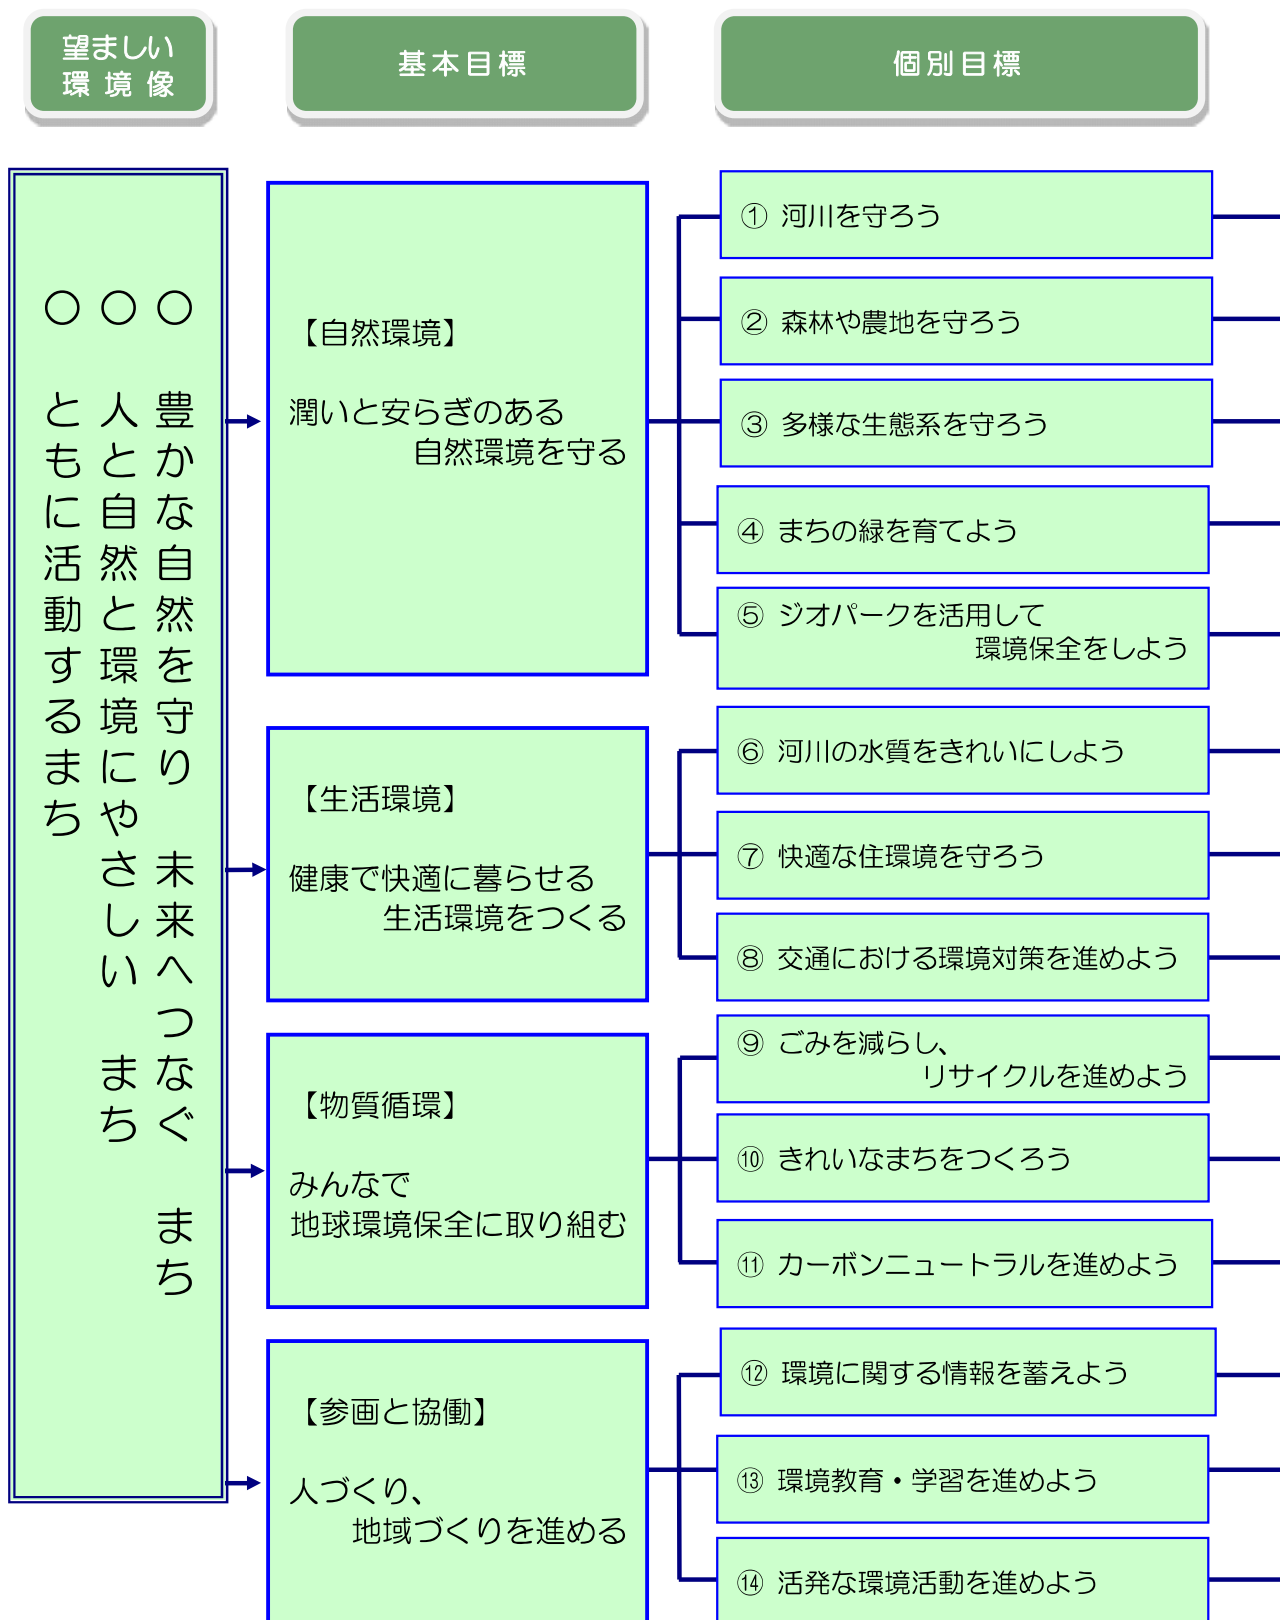 望ましい
環境像
基本目標
個別目標
○　豊かな自然を守り　未来へつなぐ　まち
○　人と自然と環境にやさしい　まち
○　ともに活動するまち
【自然環境】
潤いと安らぎのある
自然環境を守る
① 河川を守ろう
② 森林や農地を守ろう
③ 多様な生態系を守ろう
④ まちの緑を育てよう
⑤ ジオパークを活用して
環境保全をしよう
【生活環境】
健康で快適に暮らせる
生活環境をつくる
⑥ 河川の水質をきれいにしよう
⑦ 快適な住環境を守ろう
⑧ 交通における環境対策を進めよう
【物質循環】
みんなで
地球環境保全に取り組む
⑨ ごみを減らし、
リサイクルを進めよう
⑩ きれいなまちをつくろう
⑪ カーボンニュートラルを進めよう
【参画と協働】
人づくり、
地域づくりを進める
⑫ 環境に関する情報を蓄えよう
⑬ 環境教育・学習を進めよう
⑭ 活発な環境活動を進めよう